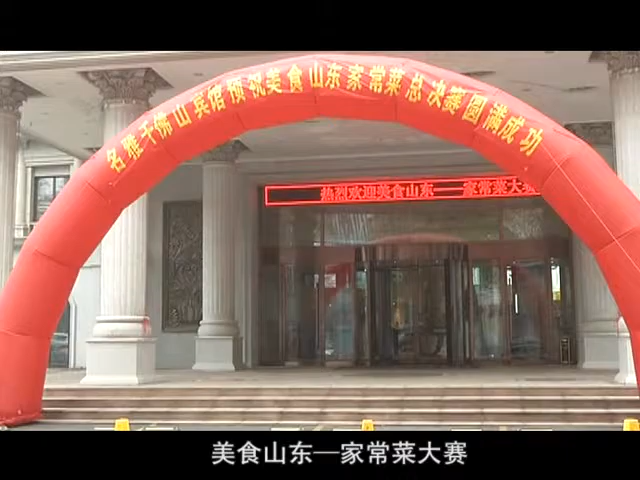 名雅千佛山宾馆预祝美食山东家常菜总决赛圆满成功
热烈欢迎美食山东——家常菜大赛
美食山东—家常菜大赛